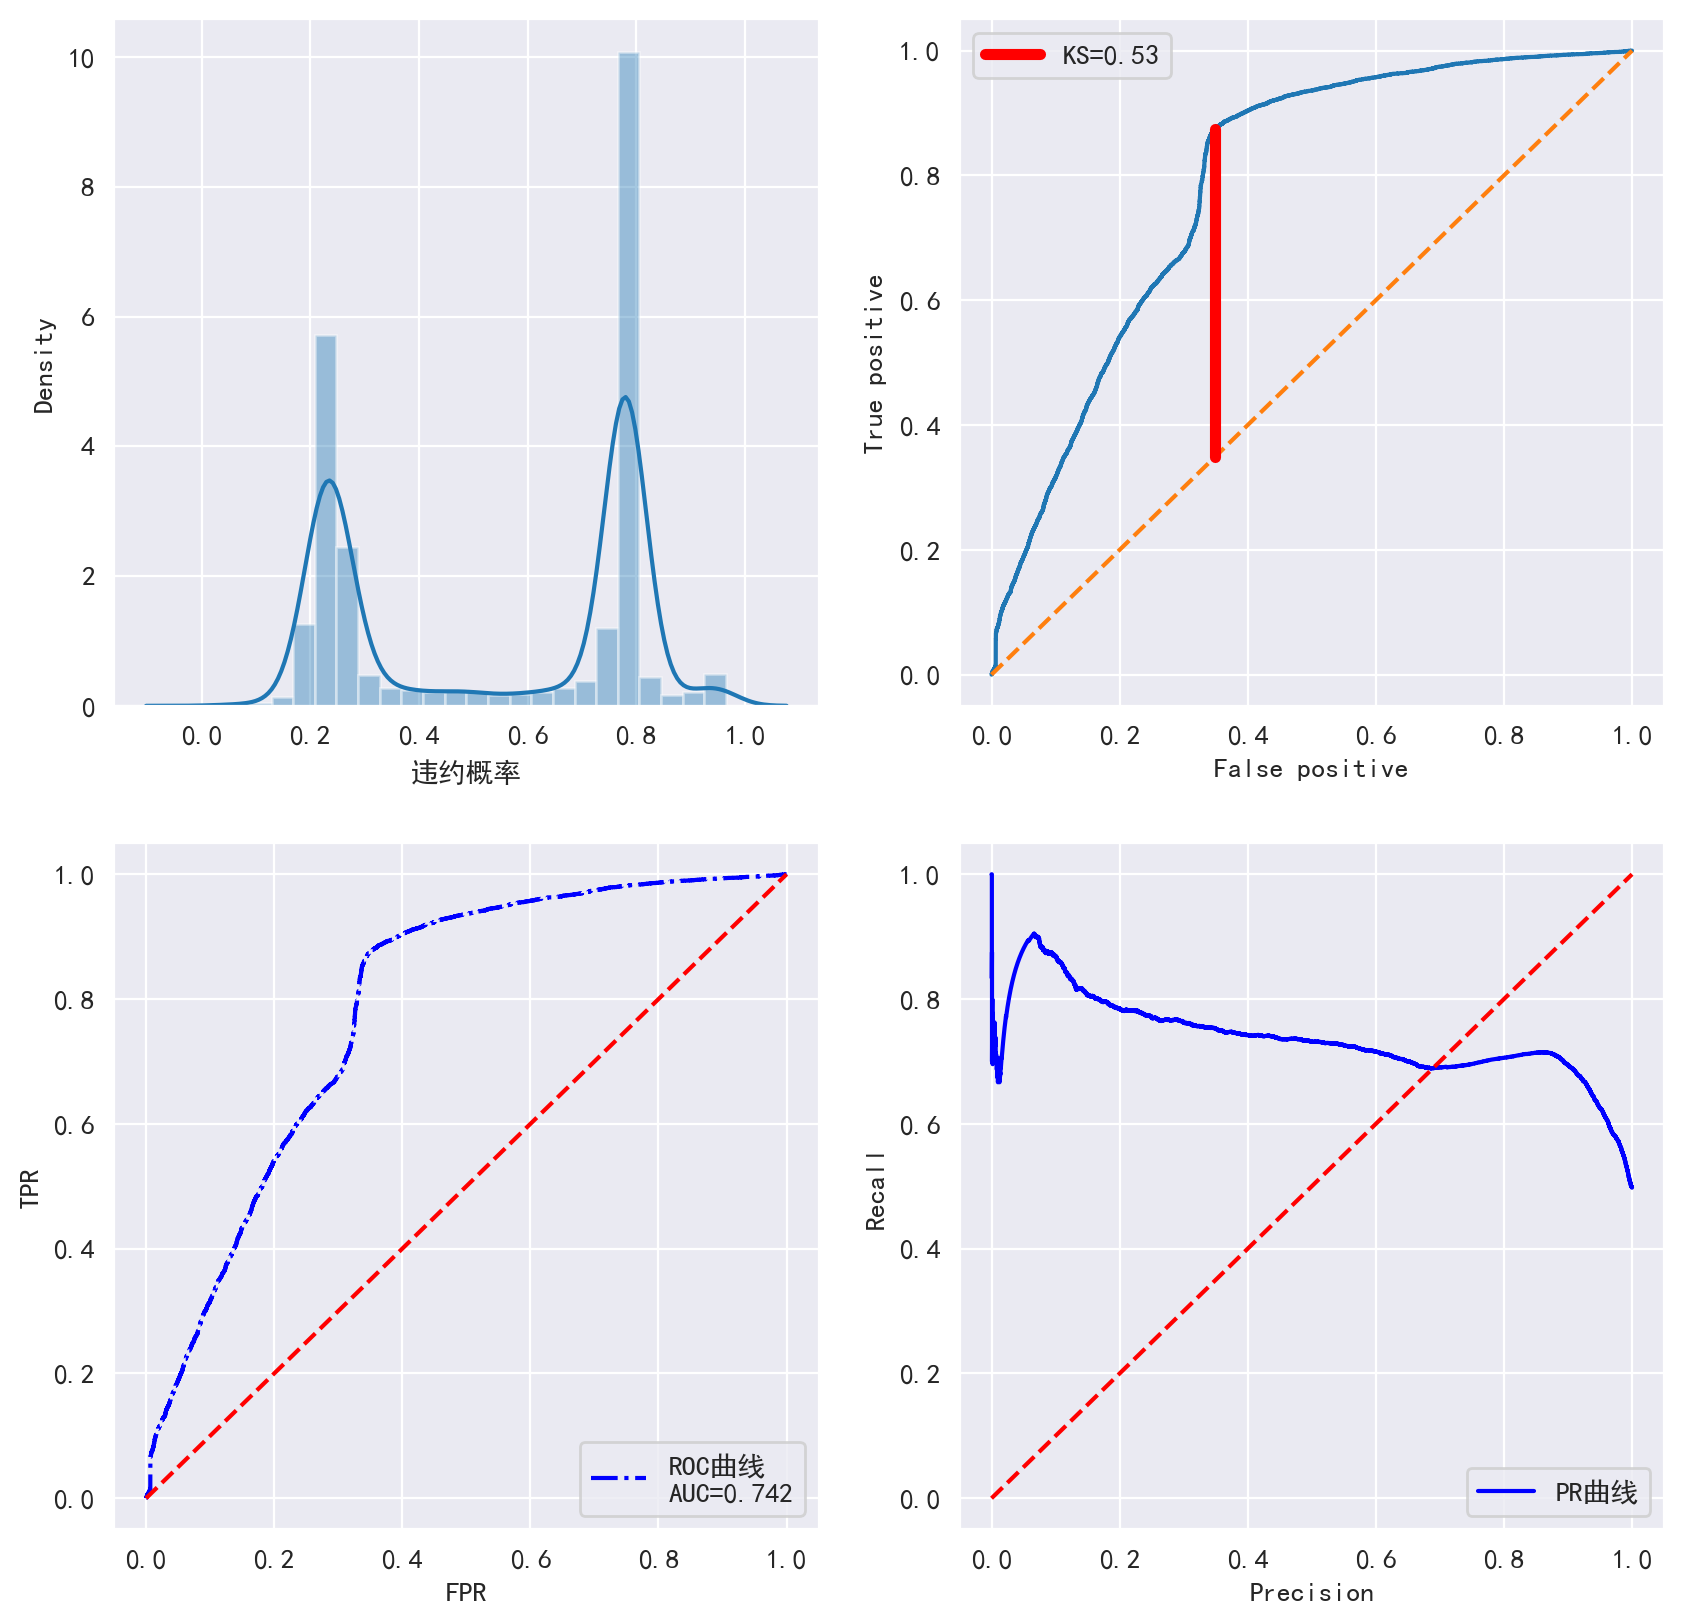 10
8
6
4
2
0
Density
0.0 0.2 0.4 0.6 0.8 1.0
违约概率
KS=0.53
1.0
0.8
0.6
0.4
0.2
0.0
True positive
0.0 0.2 0.4 0.6 0.8 1.0
False positive
1.0
0.8
0.6
0.4
0.2
0.0
TPR
ROC曲线
AUC=0.742
0.0 0.2 0.4 0.6 0.8 1.0
FPR
1.0
0.8
0.6
0.4
0.2
0.0
Recall
PR曲线
0.0 0.2 0.4 0.6 0.8 1.0
Precision